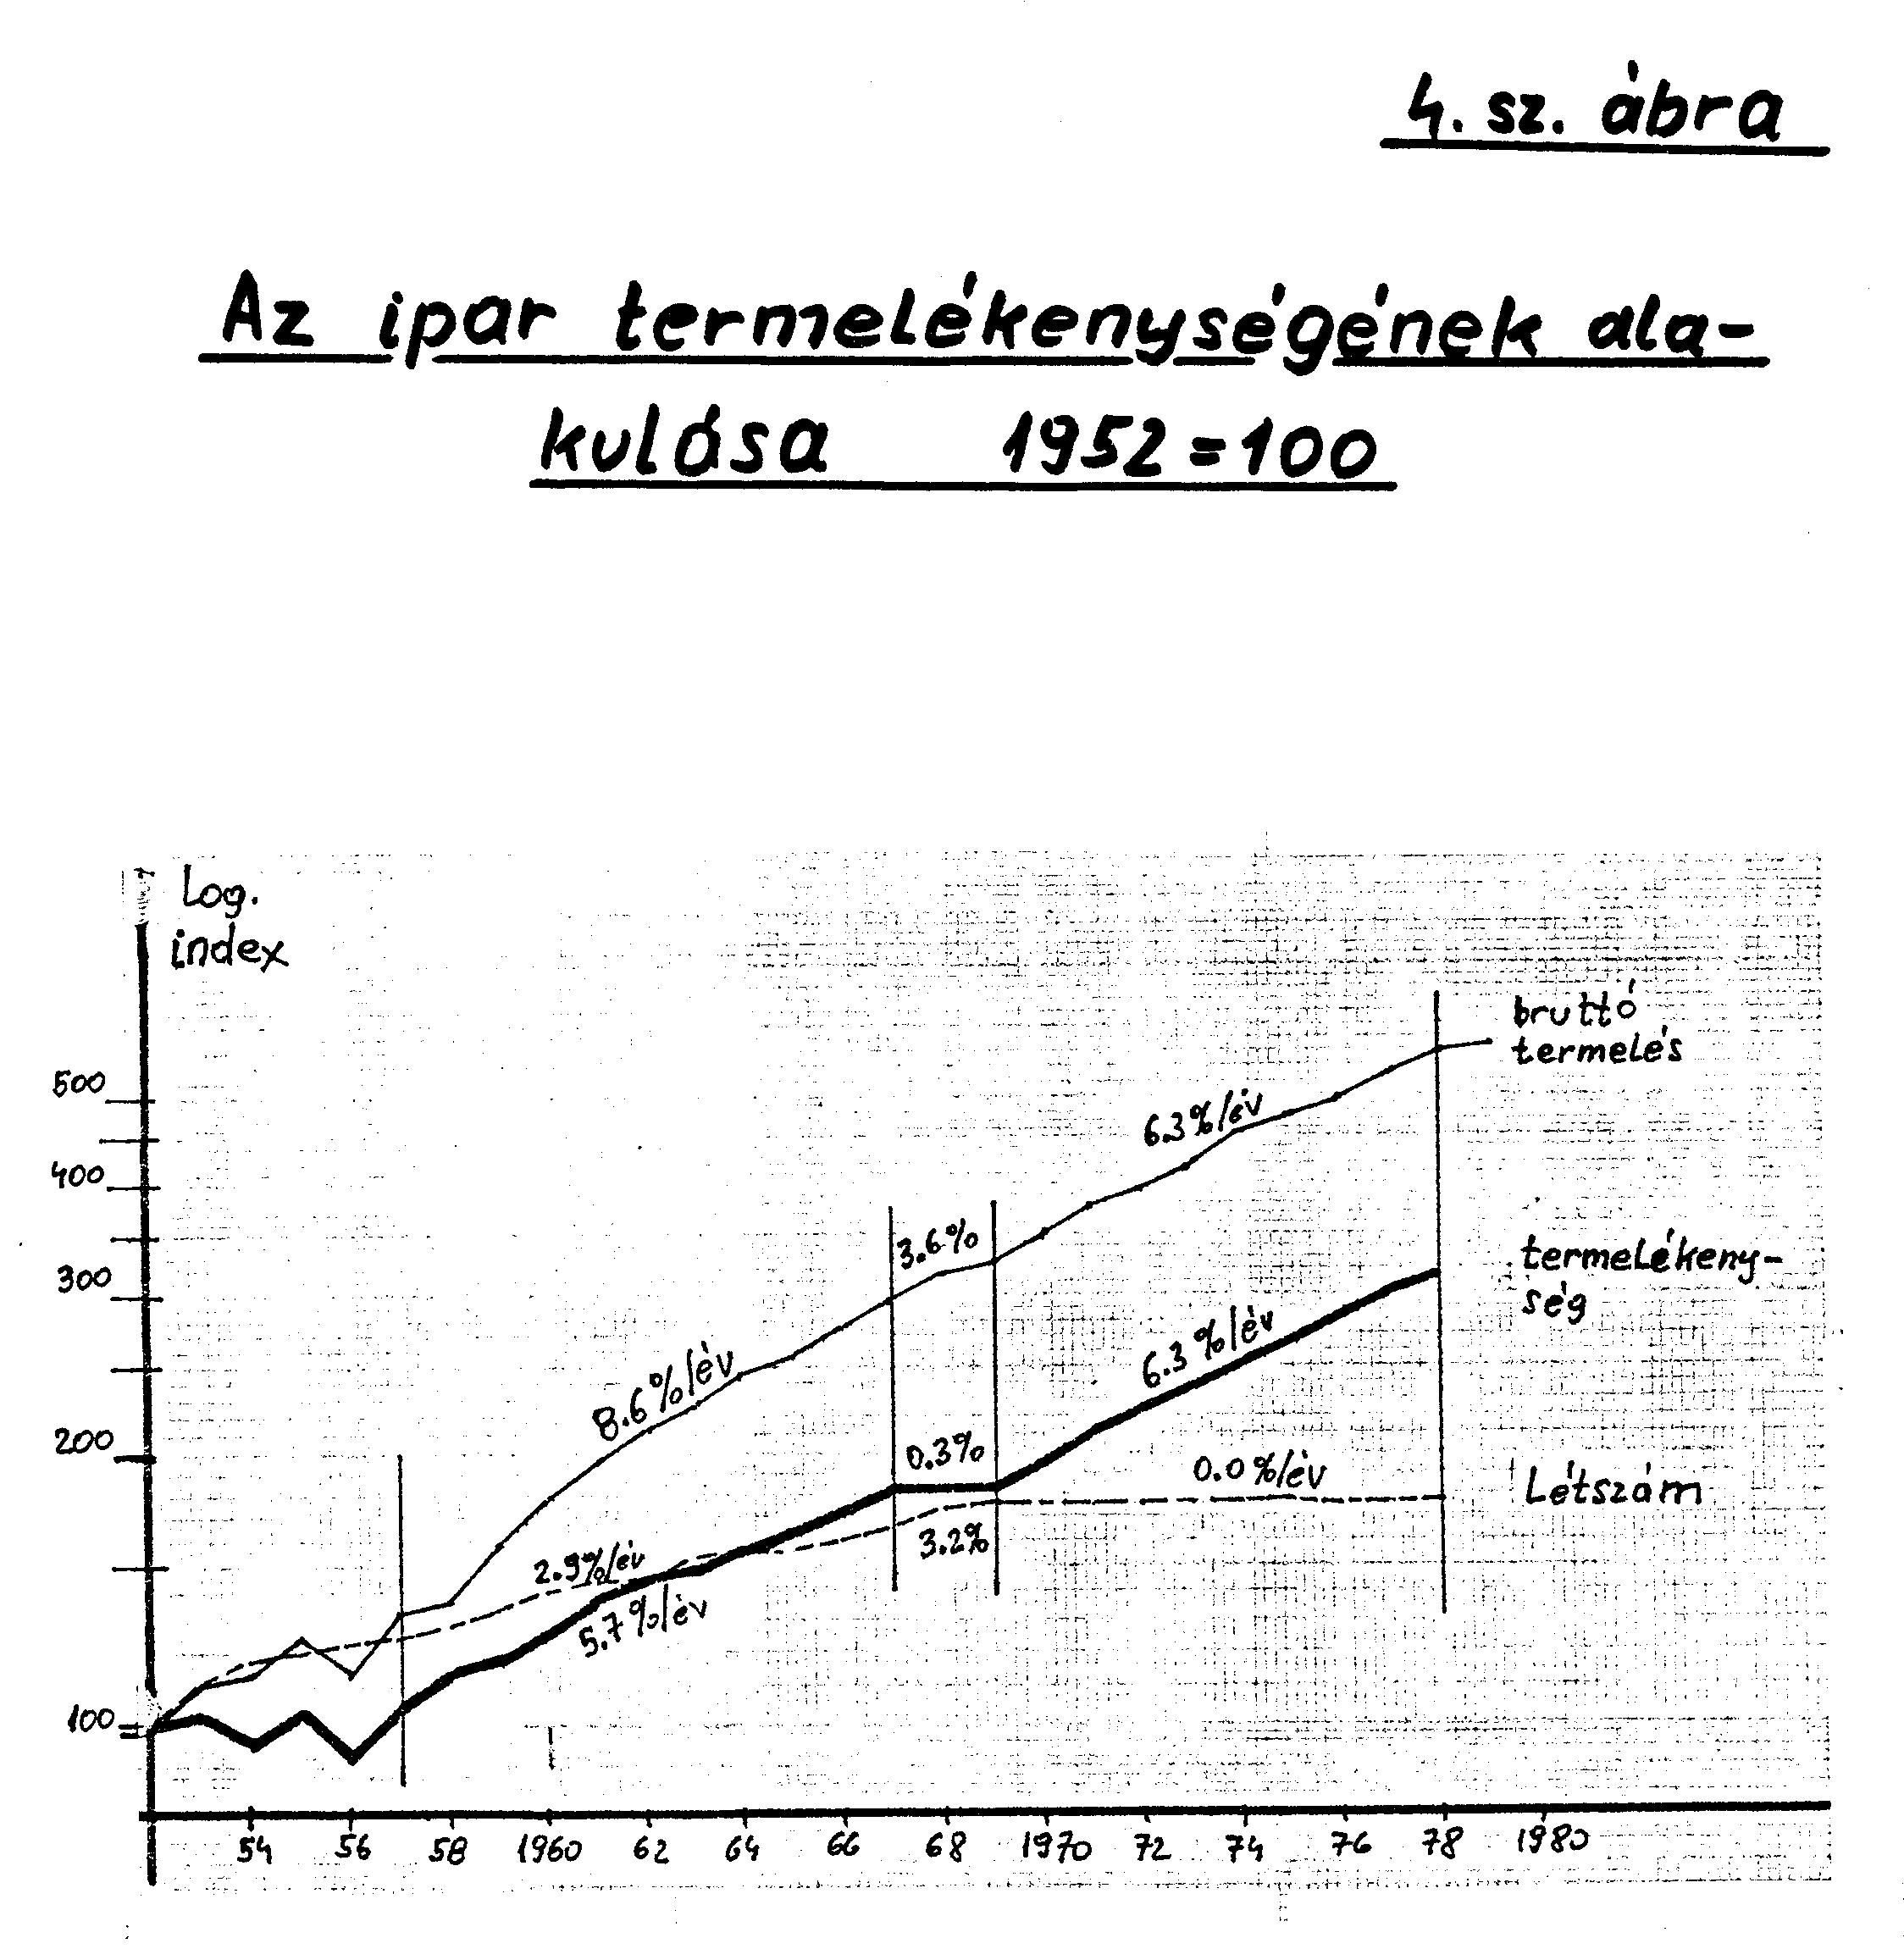 4. sz. ábra
Az ipar termelékenységének ala-
kulása 1952=100
Log.
index
500
400
300
200
100
bruttó
termelés
6.3%/év
3.6%
termelékeny-
ség
6.3%/év
8.6%/év
0.3%
0.0%/év
Létszám
3.2%
2.9%/év
5.7%/év
54 56 58 1960 62 64 66 68 1970 72 74 76 78 1980